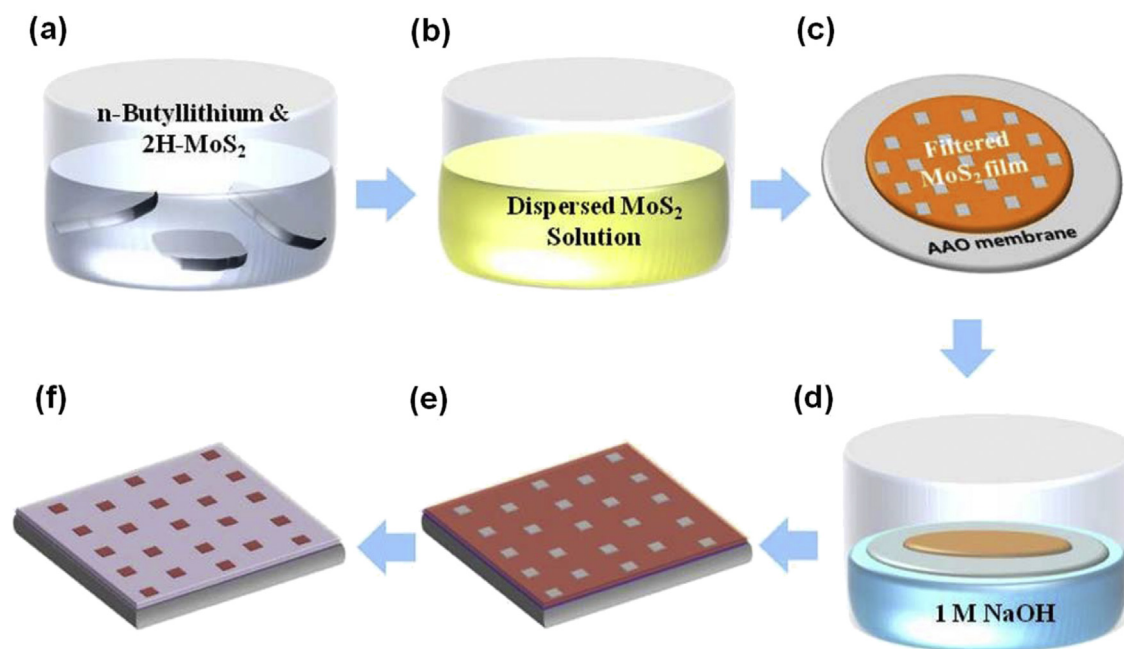 (a)
n-Butyllithium &
2H-MoS₂
(b)
Dispersed MoS₂
Solution
(c)
Filtered
MoS₂ film
AAO membrane
(f)
(e)
(d)
1 M NaOH